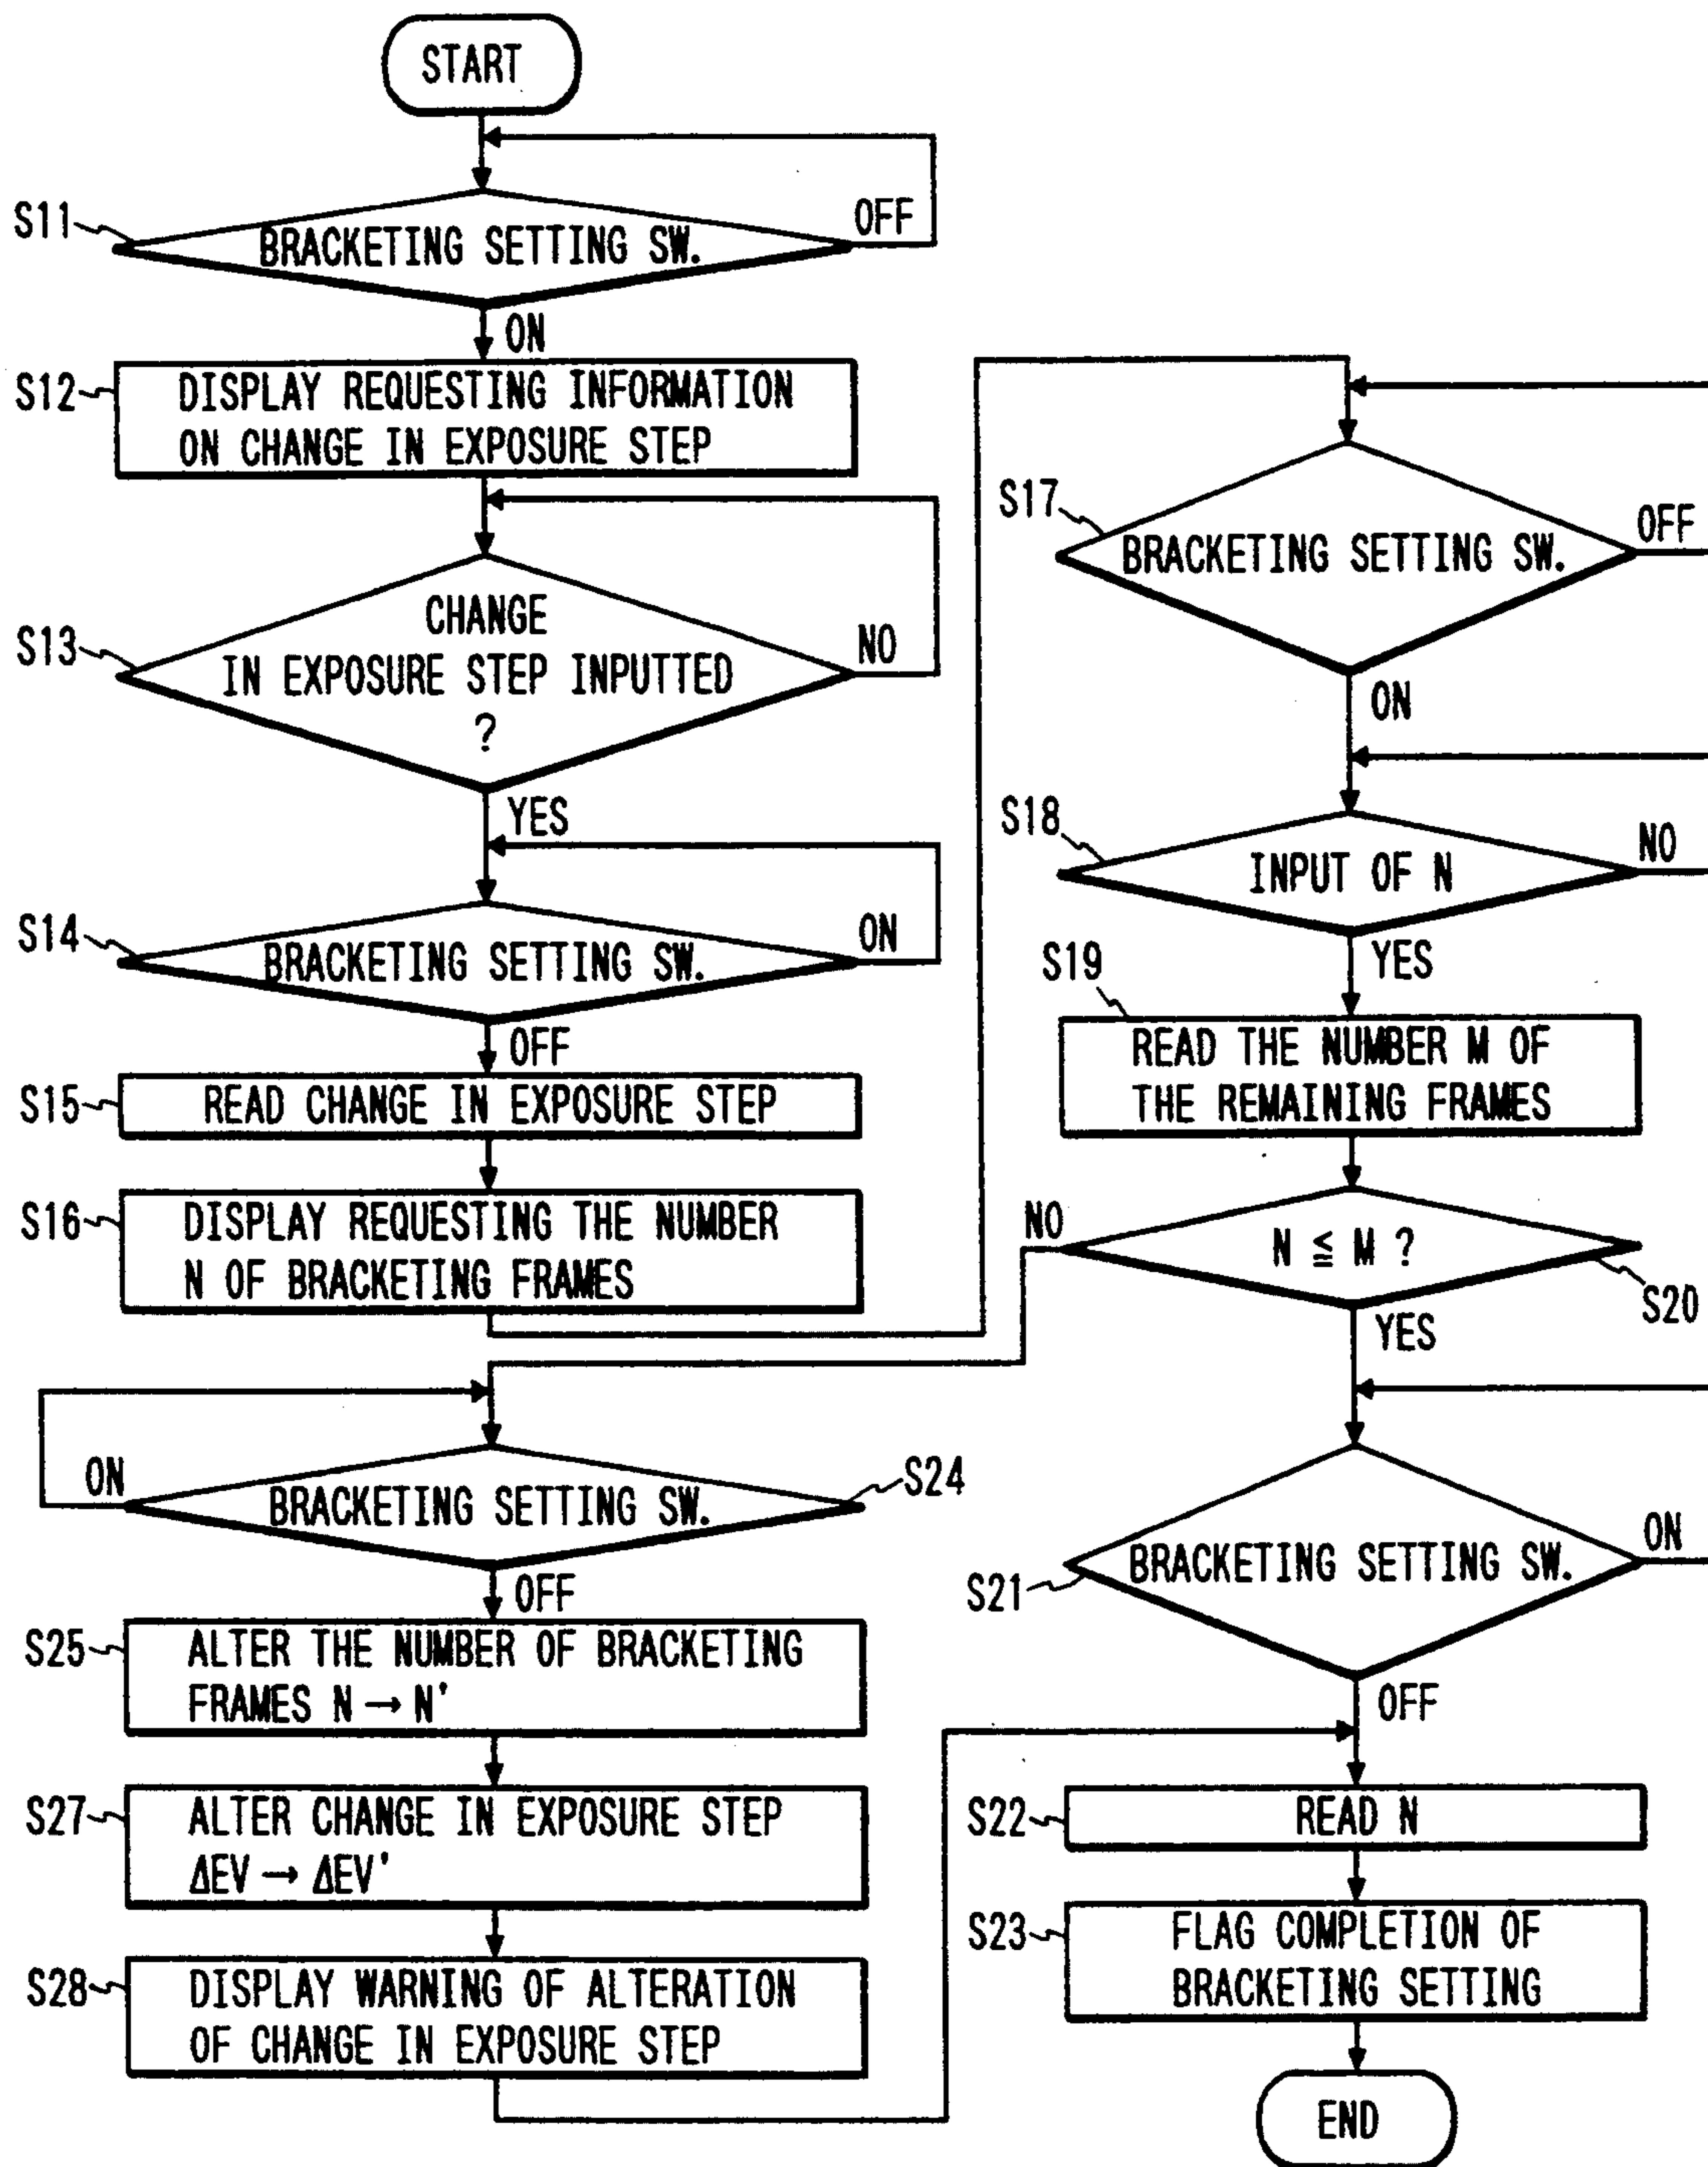 START
S11
BRACKETING SETTING SW.
OFF
ON
S12
DISPLAY REQUESTING INFORMATION
ON CHANGE IN EXPOSURE STEP
S13
CHANGE
IN EXPOSURE STEP INPUTTED
?
NO
YES
S14
BRACKETING SETTING SW.
ON
OFF
S15
READ CHANGE IN EXPOSURE STEP
S16
DISPLAY REQUESTING THE NUMBER
N OF BRACKETING FRAMES
S17
BRACKETING SETTING SW.
OFF
ON
S18
INPUT OF N
NO
YES
S19
READ THE NUMBER M OF
THE REMAINING FRAMES
NO
N ≦ M ?
S20
YES
ON
BRACKETING SETTING SW.
S24
OFF
S25
ALTER THE NUMBER OF BRACKETING
FRAMES N → N'
S27
ALTER CHANGE IN EXPOSURE STEP
ΔEV → ΔEV'
S28
DISPLAY WARNING OF ALTERATION
OF CHANGE IN EXPOSURE STEP
S21
BRACKETING SETTING SW.
ON
OFF
S22
READ N
S23
FLAG COMPLETION OF
BRACKETING SETTING
END